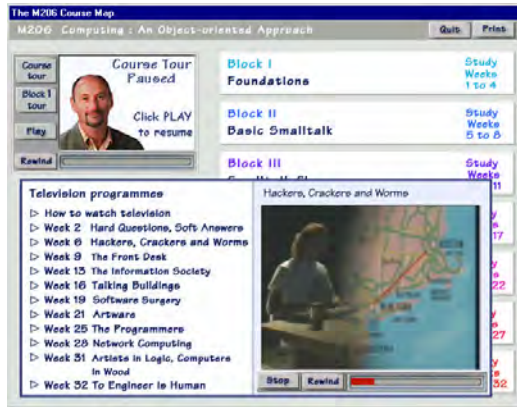 The M206 Course Map
M206 Computing : An Object-oriented Approach
Quit
Print
Course tour
Block 1 tour
Play
Rewind
Course Tour
Paused
Click PLAY
to resume
Block I
Foundations
Study
Weeks
1 to 4
Block II
Basic Smalltalk
Study
Weeks
5 to 8
Block III
Study
Weeks
11
17
22
32
Television programmes
▷ How to watch television
▷ Week 2 Hard Questions, Soft Answers
▷ Week 6 Hackers, Crackers and Worms
▷ Week 9 The Front Desk
▷ Week 13 The Information Society
▷ Week 16 Talking Buildings
▷ Week 19 Software Surgery
▷ Week 21 Artware
▷ Week 25 The Programmers
▷ Week 28 Network Computing
▷ Week 31 Artists in Logic, Computers
in Wood
▷ Week 32 To Engineer is Human
Hackers, Crackers and Worms
Stop
Rewind